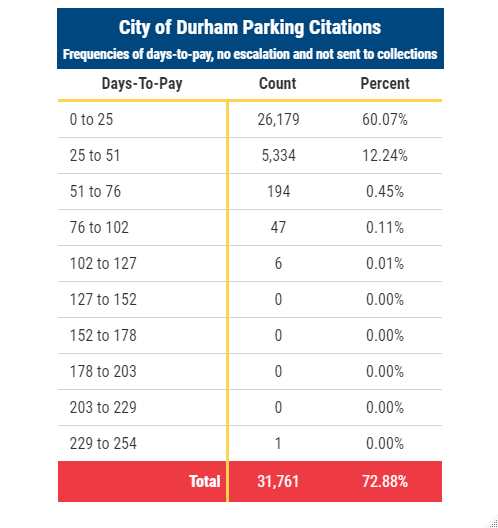 City of Durham Parking Citations
Frequencies of days-to-pay, no escalation and not sent to collections
Days-To-Pay Count Percent
0 to 25 26,179 60.07%
25 to 51 5,334 12.24%
51 to 76 194 0.45%
76 to 102 47 0.11%
102 to 127 6 0.01%
127 to 152 0 0.00%
152 to 178 0 0.00%
178 to 203 0 0.00%
203 to 229 0 0.00%
229 to 254 1 0.00%
Total 31,761 72.88%